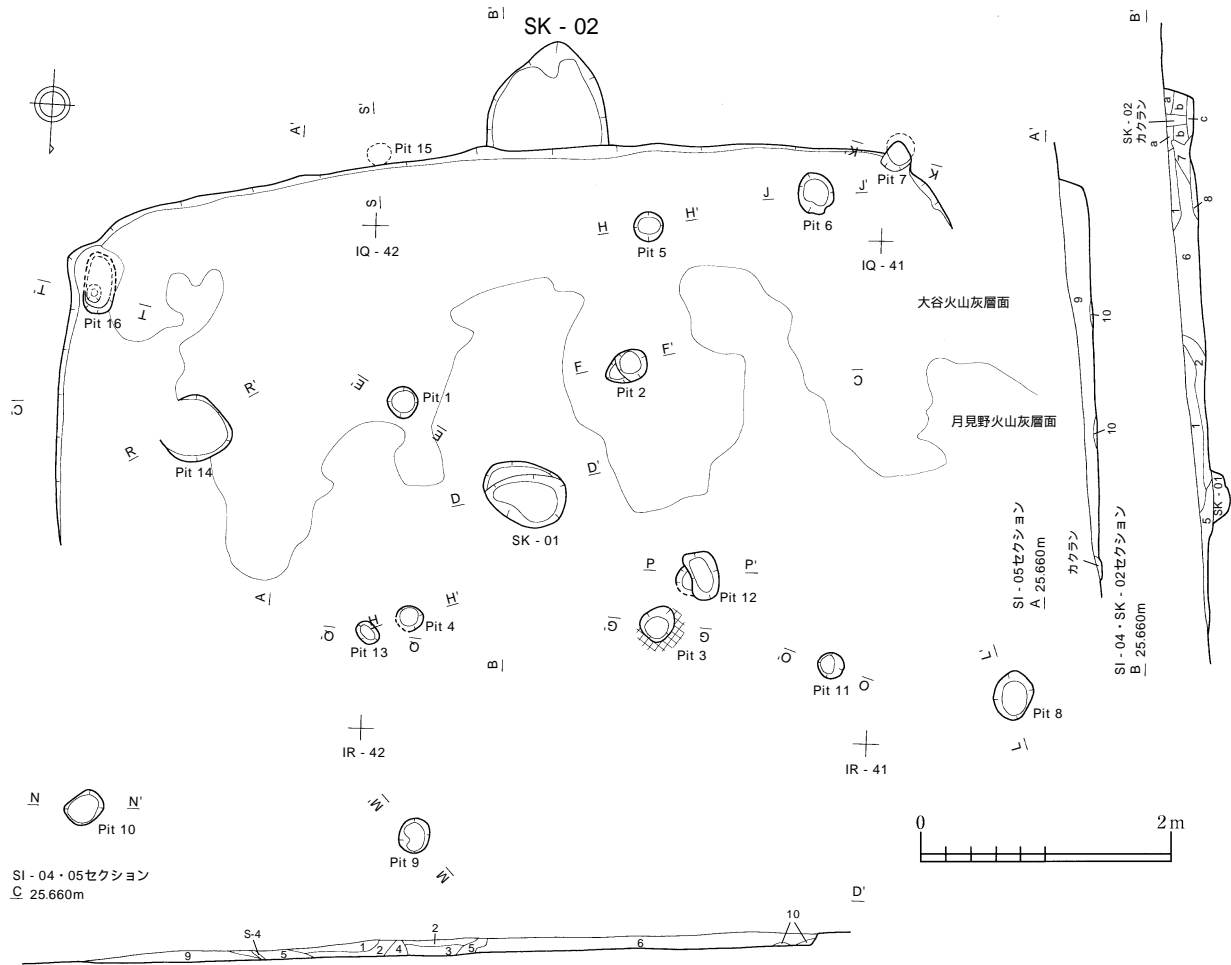 B'
SK - 02
B'
A'
S'
Pit 15
K'
K
Pit 7
SK - 02
カクラン
a
a
b
b
c
7
8
1
6
2
1
5
SK - 01
A'
9
10
10
カクラン
S
IQ - 42
H
H'
Pit 5
J
J'
Pit 6
IQ - 41
T'
T
Pit 16
大谷火山灰層面
F
F'
Pit 2
C
C'
E'
Pit 1
E
R'
R
Pit 14
月見野火山灰層面
D
D'
SK - 01
P
P'
Pit 12
A
H
H'
Pit 4
Q'
Q
Pit 13
G'
G
Pit 3
B
O'
O
Pit 11
L'
Pit 8
L
SI - 05セクション
A 25.660m
SI - 04・SK - 02セクション
B 25.660m
IR - 42
IR - 41
N
N'
Pit 10
M'
Pit 9
M
0
2m
SI - 04・05セクション
C 25.660m
D'
S-4
9
5
1
2
4
2
3
5
6
10